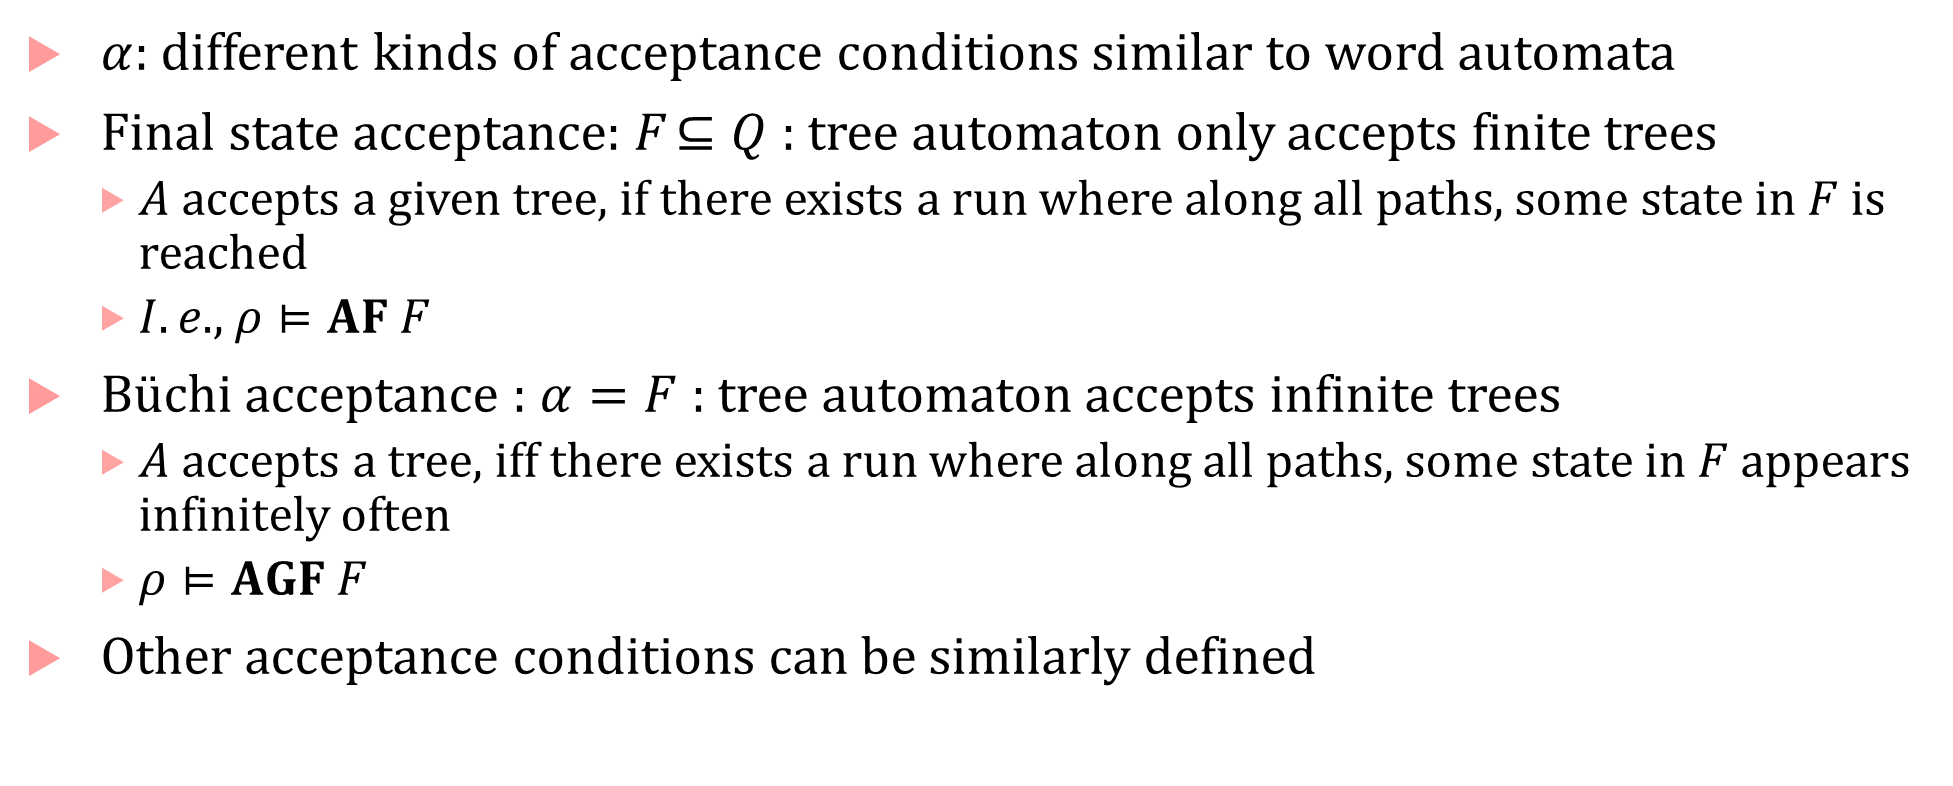 α: different kinds of acceptance conditions similar to word automata
Final state acceptance: F ⊆ Q : tree automaton only accepts finite trees
A accepts a given tree, if there exists a run where along all paths, some state in F is
reached
I. e., ρ ⊨ AF F
Büchi acceptance : α = F : tree automaton accepts infinite trees
A accepts a tree, iff there exists a run where along all paths, some state in F appears
infinitely often
ρ ⊨ AGF F
Other acceptance conditions can be similarly defined